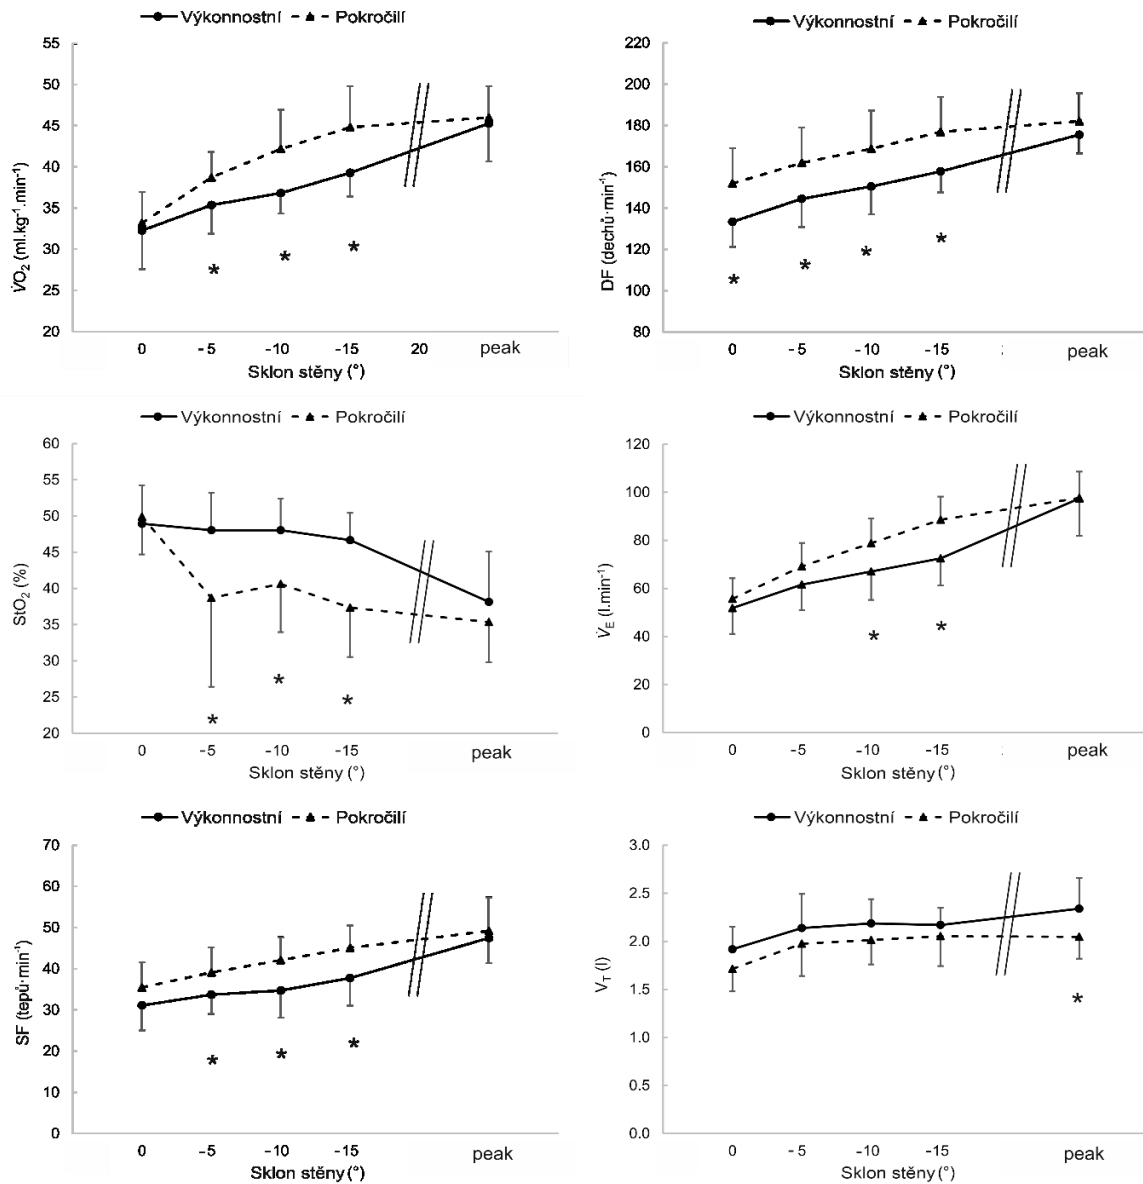 Výkonnostní Pokročilí
55
50
45
40
35
30
25
20
V̇O₂ (ml.kg⁻¹.min⁻¹)
* * *
0 -5 -10 -15 20 peak
Sklon stěny (°)
Výkonnostní Pokročilí
220
200
180
160
140
120
100
80
DF (dechů·min⁻¹)
* * * *
0 -5 -10 -15 peak
Sklon stěny (°)
Výkonnostní Pokročilí
60
55
50
45
40
35
30
25
20
StO₂ (%)
* * *
0 -5 -10 -15 peak
Sklon stěny (°)
Výkonnostní Pokročilí
120
100
80
60
40
20
0
V̇E (l.min⁻¹)
* *
0 -5 -10 -15 peak
Sklon stěny (°)
Výkonnostní Pokročilí
70
60
50
40
30
20
10
0
SF (tepů·min⁻¹)
* * *
0 -5 -10 -15 peak
Sklon stěny (°)
Výkonnostní Pokročilí
3.0
2.5
2.0
1.5
1.0
0.5
0.0
VT (l)
*
0 -5 -10 -15 peak
Sklon stěny (°)